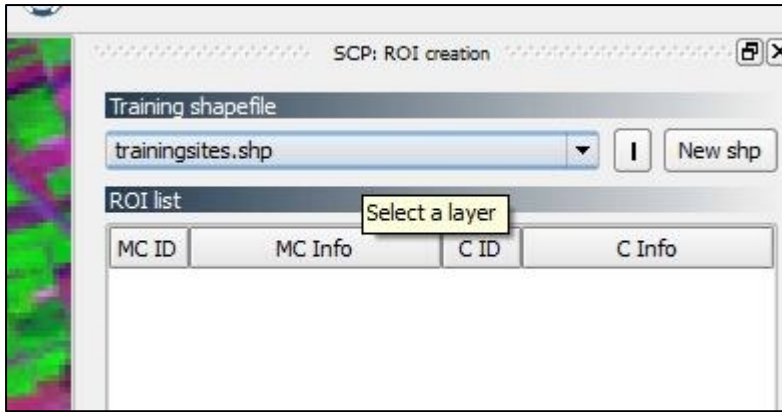 SCP: ROI creation
Training shapefile
trainingsites.shp I New shp
ROI list
Select a layer
MC ID MC Info C ID C Info